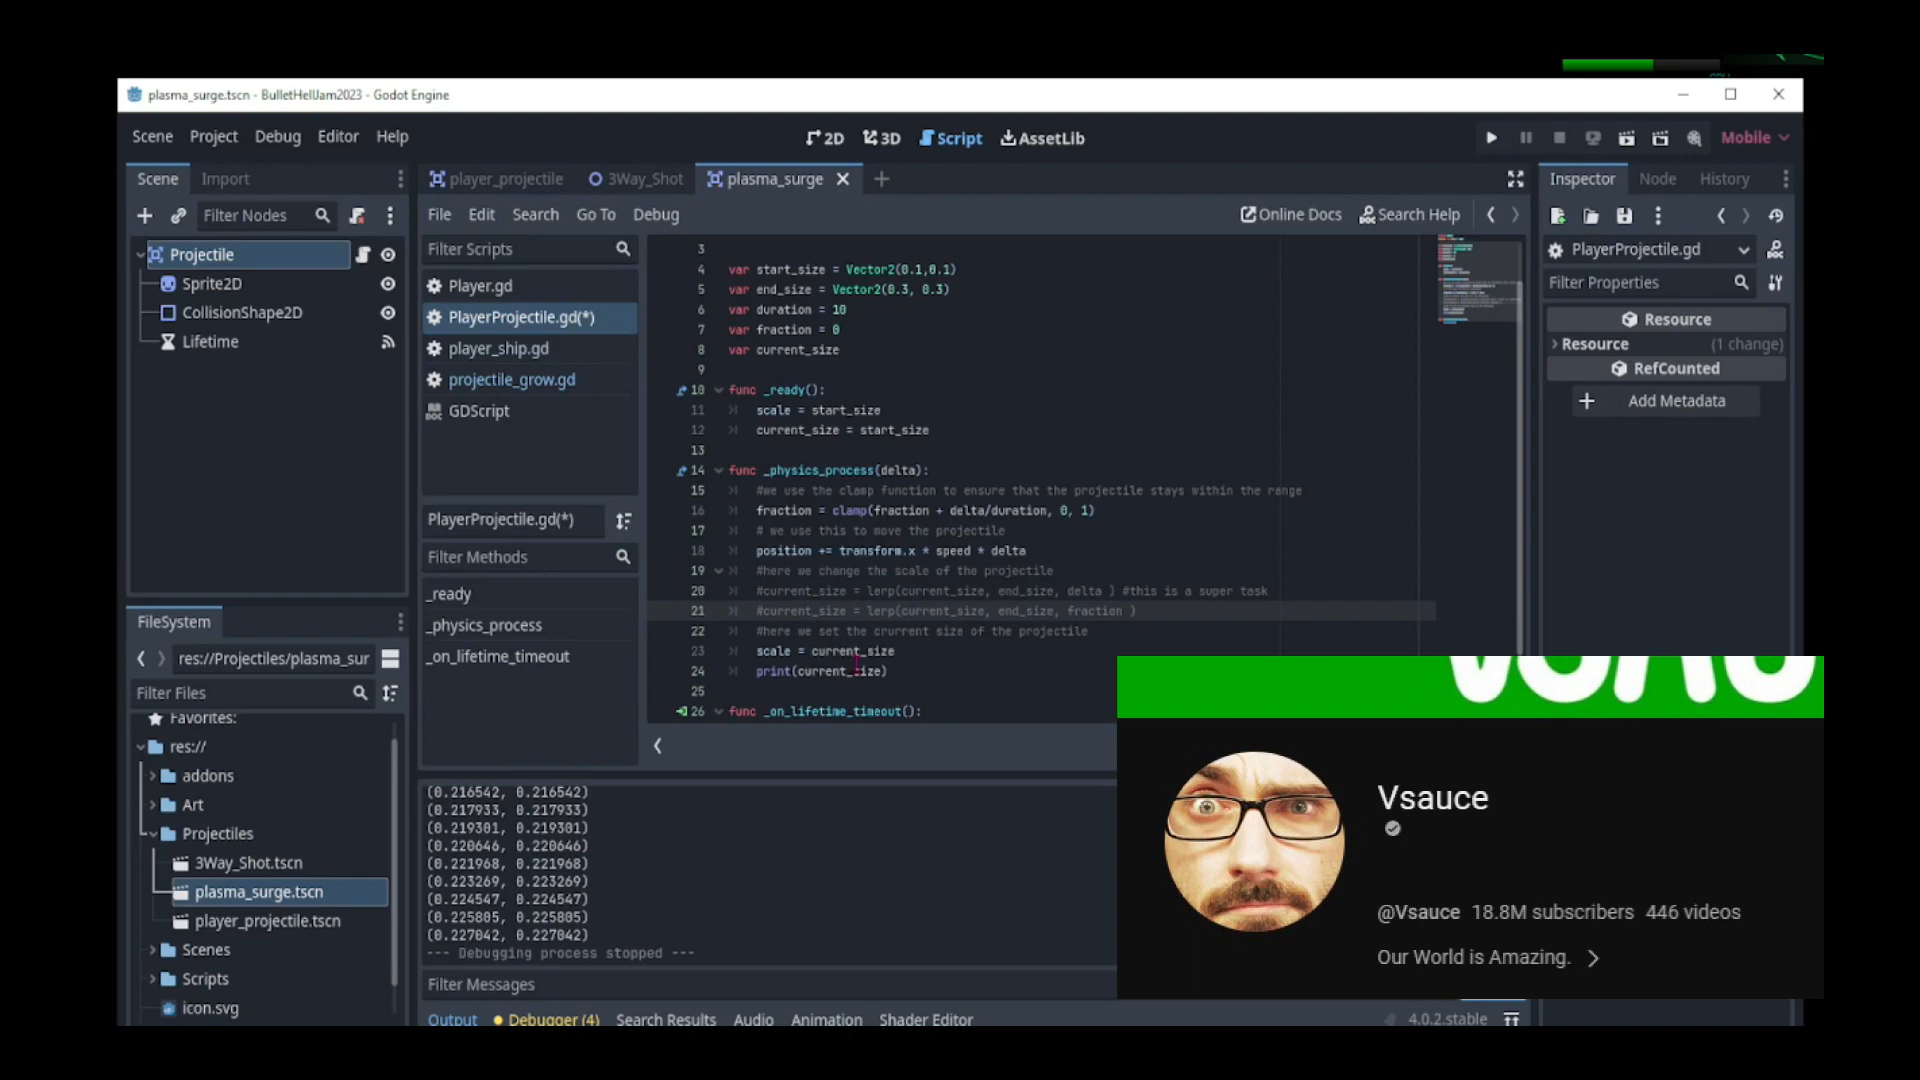 plasma_surge.tscn - BulletHellJam2023 - Godot Engine
Scene Project Debug Editor Help
2D 3D Script AssetLib
Mobile
Scene Import
Filter Nodes
Projectile
Sprite2D
CollisionShape2D
Lifetime
FileSystem
res://Projectiles/plasma_sur
Filter Files
Favorites:
res://
addons
Art
Projectiles
3Way_Shot.tscn
plasma_surge.tscn
player_projectile.tscn
Scenes
Scripts
icon.svg
player_projectile 3Way_Shot plasma_surge
File Edit Search Go To Debug
Online Docs Search Help
Filter Scripts
Player.gd
PlayerProjectile.gd(*)
player_ship.gd
projectile_grow.gd
GDScript
PlayerProjectile.gd(*)
Filter Methods
_ready
_physics_process
_on_lifetime_timeout
3
4 var start_size = Vector2(0.1,0.1)
5 var end_size = Vector2(0.3, 0.3)
6 var duration = 10
7 var fraction = 0
8 var current_size
9
10 func _ready():
11 scale = start_size
12 current_size = start_size
13
14 func _physics_process(delta):
15 #we use the clamp function to ensure that the projectile stays within the range
16 fraction = clamp(fraction + delta/duration, 0, 1)
17 # we use this to move the projectile
18 position += transform.x * speed * delta
19 #here we change the scale of the projectile
20 #current_size = lerp(current_size, end_size, delta ) #this is a super task
21 #current_size = lerp(current_size, end_size, fraction )
22 #here we set the crurrent size of the projectile
23 scale = current_size
24 print(current_size)
25
26 func _on_lifetime_timeout():
(0.216542, 0.216542)
(0.217933, 0.217933)
(0.219301, 0.219301)
(0.220646, 0.220646)
(0.221968, 0.221968)
(0.223269, 0.223269)
(0.224547, 0.224547)
(0.225805, 0.225805)
(0.227042, 0.227042)
--- Debugging process stopped ---
Filter Messages
Output Debugger (4) Search Results Audio Animation Shader Editor
4.0.2.stable
Inspector Node History
PlayerProjectile.gd
Filter Properties
Resource
Resource (1 change)
RefCounted
Add Metadata
Vsauce
@Vsauce 18.8M subscribers 446 videos
Our World is Amazing.